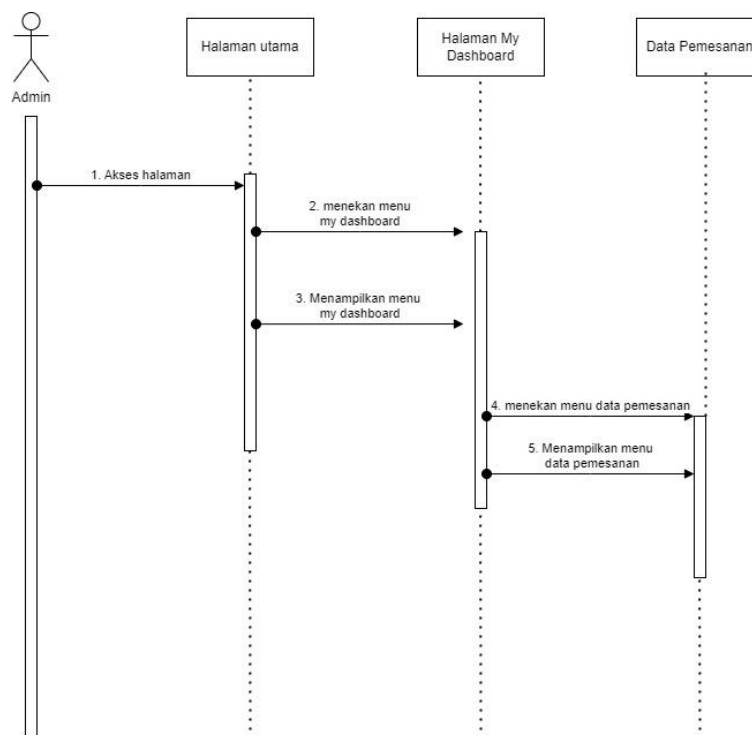 Halaman utama
Halaman My
Dashboard
Data Pemesanan
Admin
1. Akses halaman
2. menekan menu
my dashboard
3. Menampilkan menu
my dashboard
4. menekan menu data pemesanan
5. Menampilkan menu
data pemesanan